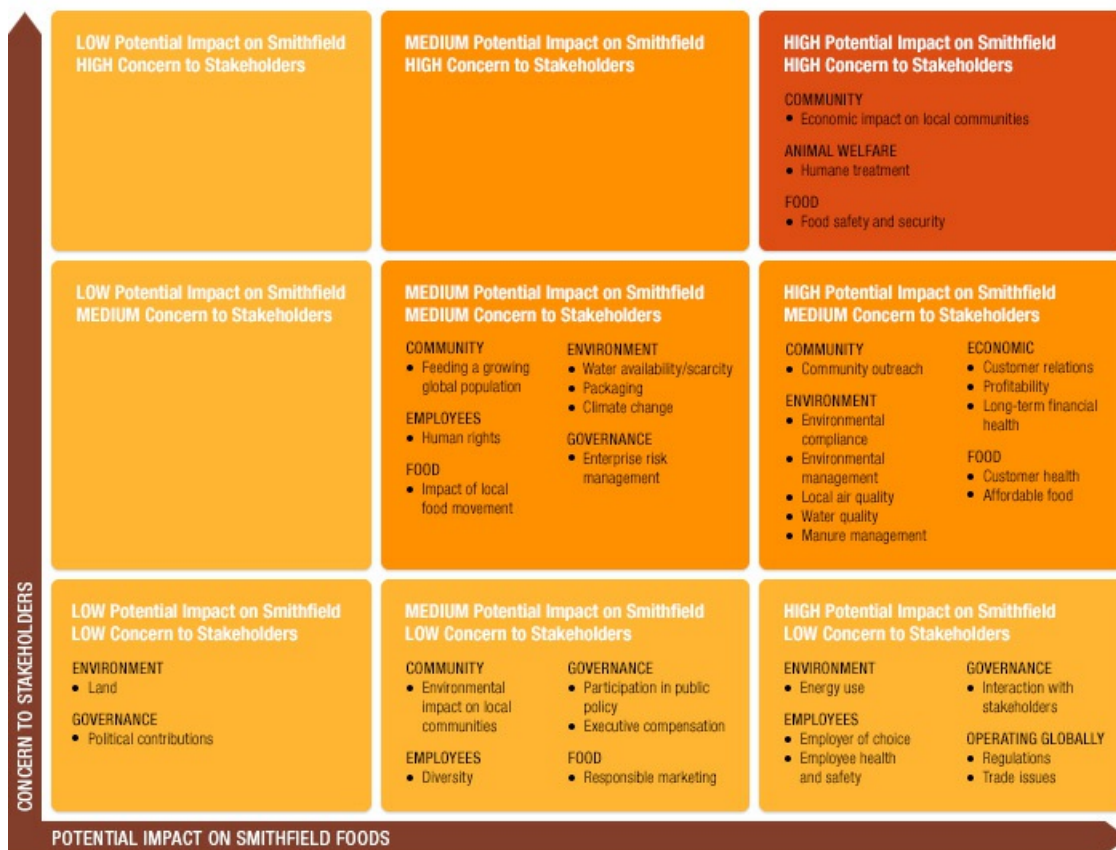 LOW Potential Impact on Smithfield
HIGH Concern to Stakeholders
MEDIUM Potential Impact on Smithfield
HIGH Concern to Stakeholders
HIGH Potential Impact on Smithfield
HIGH Concern to Stakeholders
COMMUNITY
• Economic impact on local communities
ANIMAL WELFARE
• Humane treatment
FOOD
• Food safety and security
LOW Potential Impact on Smithfield
MEDIUM Concern to Stakeholders
MEDIUM Potential Impact on Smithfield
MEDIUM Concern to Stakeholders
COMMUNITY
• Feeding a growing
global population
EMPLOYEES
• Human rights
FOOD
• Impact of local
food movement
ENVIRONMENT
• Water availability/scarcity
• Packaging
• Climate change
GOVERNANCE
• Enterprise risk
management
HIGH Potential Impact on Smithfield
MEDIUM Concern to Stakeholders
COMMUNITY
• Community outreach
ENVIRONMENT
• Environmental
compliance
• Environmental
management
• Local air quality
• Water quality
• Manure management
ECONOMIC
• Customer relations
• Profitability
• Long-term financial
health
FOOD
• Customer health
• Affordable food
LOW Potential Impact on Smithfield
LOW Concern to Stakeholders
ENVIRONMENT
• Land
GOVERNANCE
• Political contributions
MEDIUM Potential Impact on Smithfield
LOW Concern to Stakeholders
COMMUNITY
• Environmental
impact on local
communities
EMPLOYEES
• Diversity
GOVERNANCE
• Participation in public
policy
• Executive compensation
FOOD
• Responsible marketing
HIGH Potential Impact on Smithfield
LOW Concern to Stakeholders
ENVIRONMENT
• Energy use
EMPLOYEES
• Employer of choice
• Employee health
and safety
GOVERNANCE
• Interaction with
stakeholders
OPERATING GLOBALLY
• Regulations
• Trade issues
CONCERN TO STAKEHOLDERS
POTENTIAL IMPACT ON SMITHFIELD FOODS